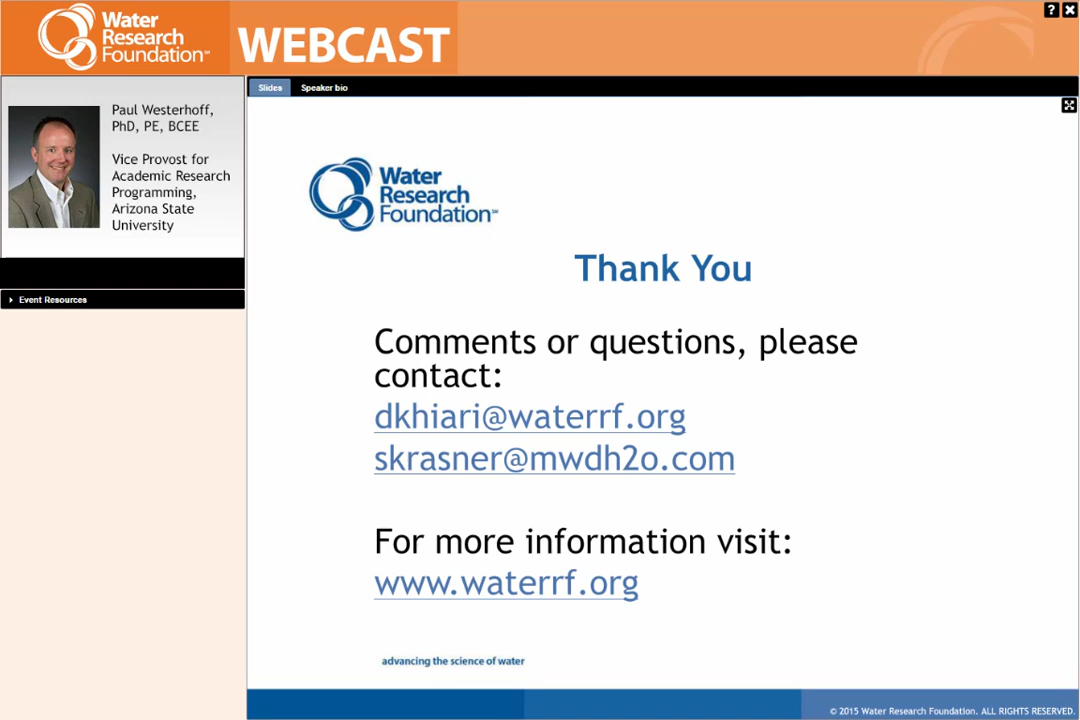 Water
Research
Foundation℠
WEBCAST
? 
Paul Westerhoff,
PhD, PE, BCEE
Vice Provost for
Academic Research
Programming,
Arizona State
University
Event Resources
Slides
Speaker bio
Water
Research
Foundation℠
Thank You
Comments or questions, please
contact:
dkhiari@waterrf.org
skrasner@mwdh2o.com
For more information visit:
www.waterrf.org
advancing the science of water
© 2015 Water Research Foundation. ALL RIGHTS RESERVED.